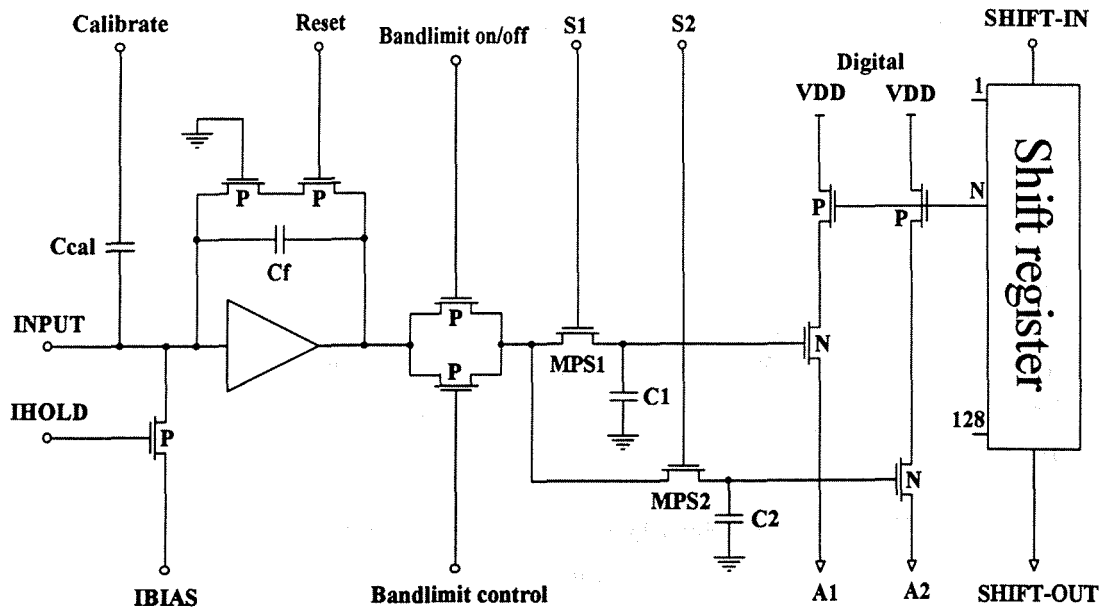 Calibrate
Reset
Bandlimit on/off
S1
S2
SHIFT-IN
Digital
VDD
VDD
1
P
P
P
P
N
Ccal
Cf
Shift register
INPUT
P
P
MPS1
N
C1
IHOLD
P
128
MPS2
N
C2
IBIAS
Bandlimit control
A1
A2
SHIFT-OUT